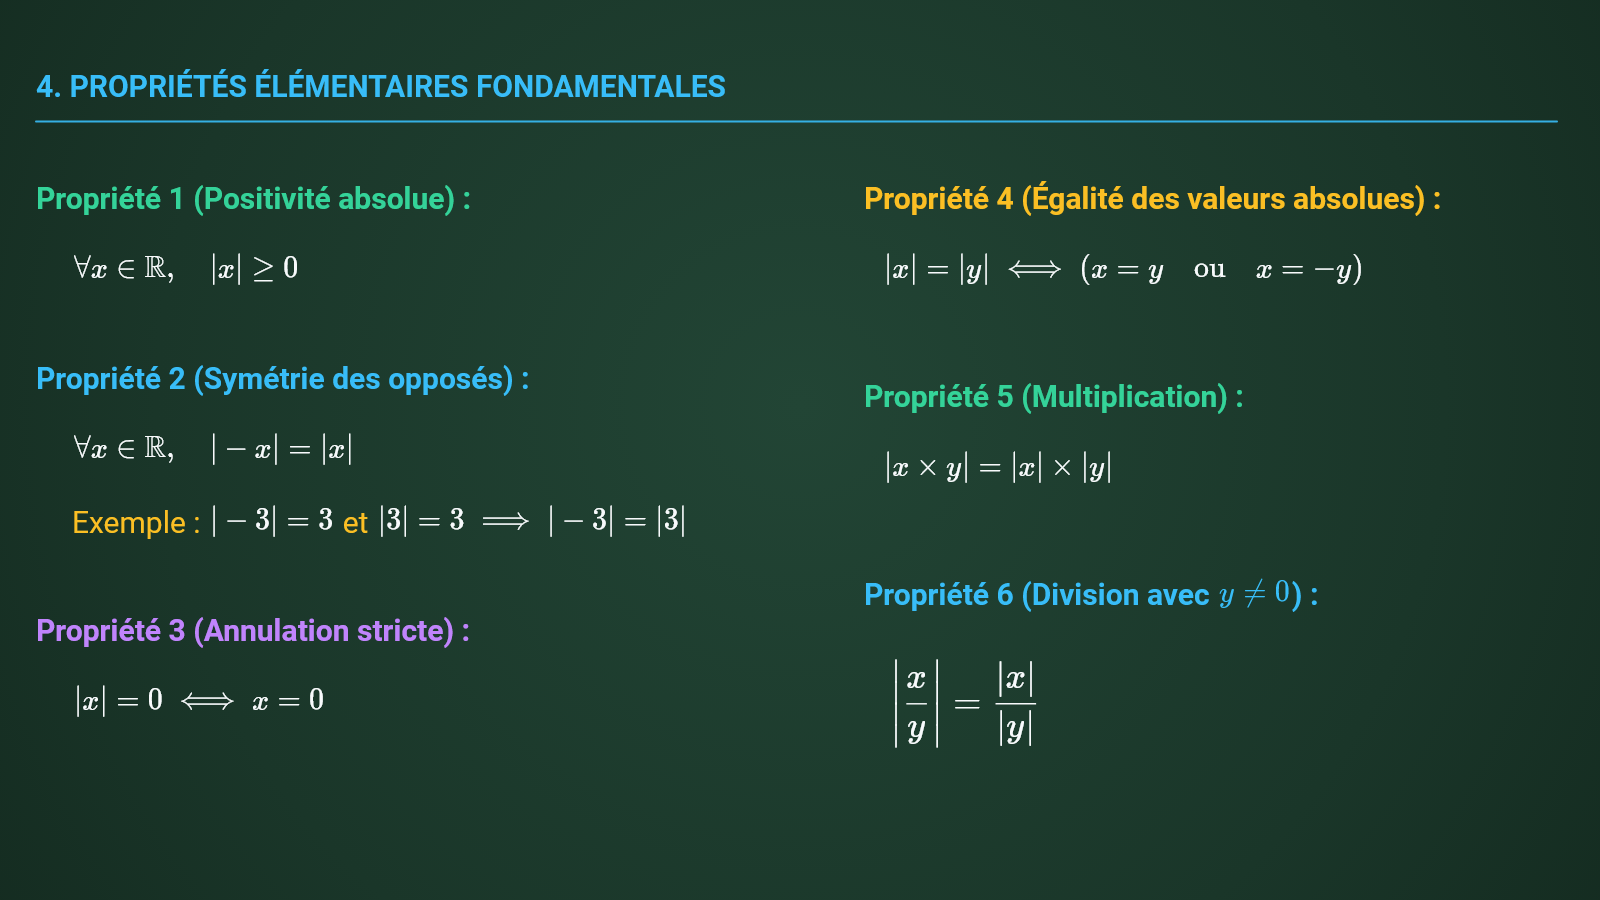 4. PROPRIÉTÉS ÉLÉMENTAIRES FONDAMENTALES
Propriété 1 (Positivité absolue) :
∀x ∈ ℝ, |x| ≥ 0
Propriété 2 (Symétrie des opposés) :
∀x ∈ ℝ, | − x| = |x|
Exemple : | − 3| = 3 et |3| = 3 ⟹ | − 3| = |3|
Propriété 3 (Annulation stricte) :
|x| = 0 ⟺ x = 0
Propriété 4 (Égalité des valeurs absolues) :
|x| = |y| ⟺ (x = y ou x = −y)
Propriété 5 (Multiplication) :
|x × y| = |x| × |y|
Propriété 6 (Division avec y ≠ 0) :
|x/y| = |x|/|y|